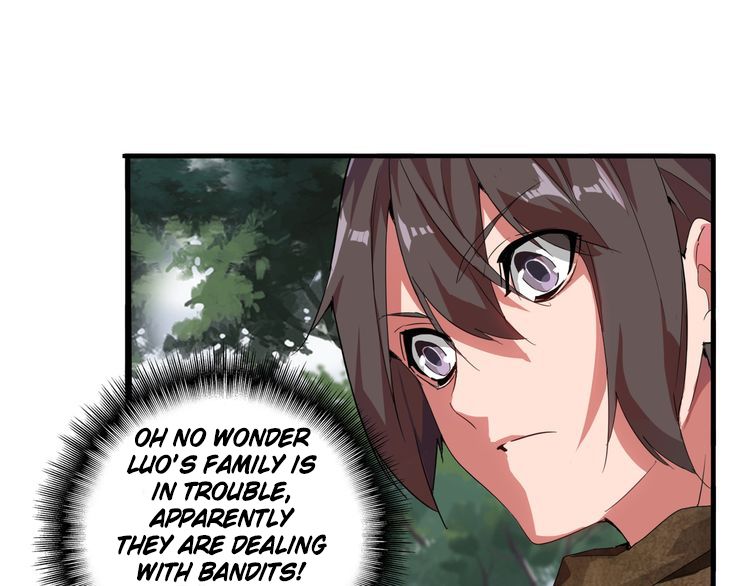 OH NO WONDER
LUO'S FAMILY IS
IN TROUBLE,
APPARENTLY
THEY ARE DEALING
WITH BANDITS!